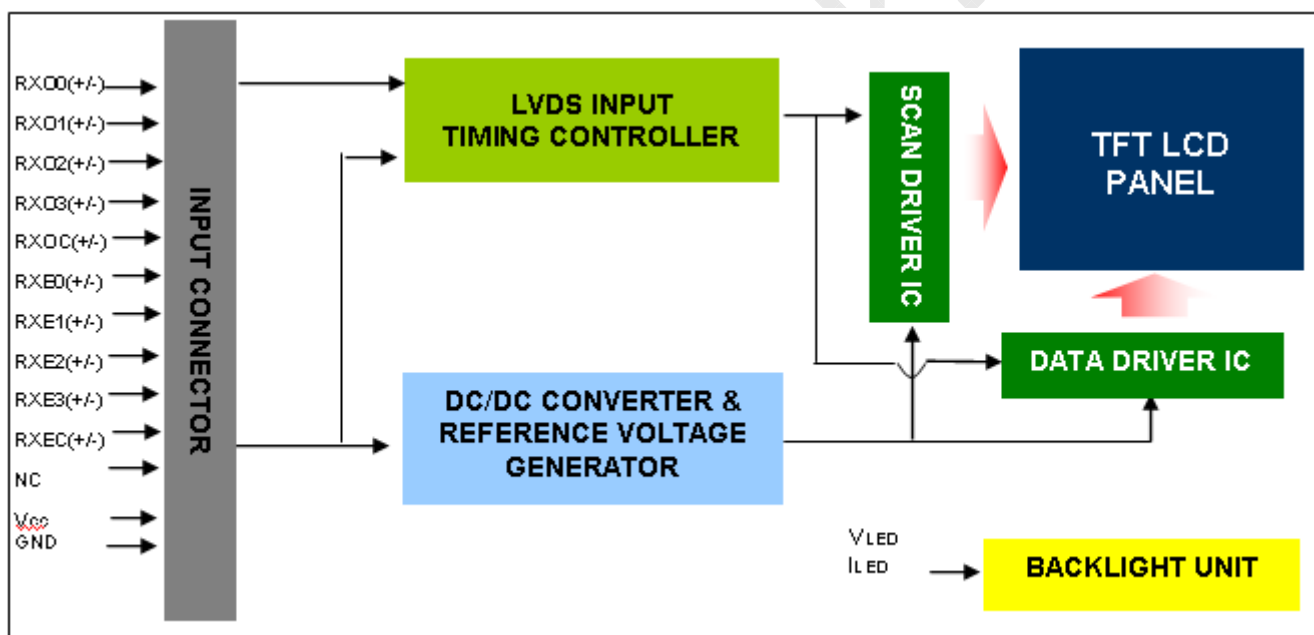 RXO0(+/-)
RXO1(+/-)
RXO2(+/-)
RXO3(+/-)
RXOC(+/-)
RXE0(+/-)
RXE1(+/-)
RXE2(+/-)
RXE3(+/-)
RXEC(+/-)
NC
Vcc
GND
INPUT CONNECTOR
LVDS INPUT
TIMING CONTROLLER
DC/DC CONVERTER &
REFERENCE VOLTAGE
GENERATOR
SCAN DRIVER IC
TFT LCD
PANEL
DATA DRIVER IC
VLED
ILED
BACKLIGHT UNIT